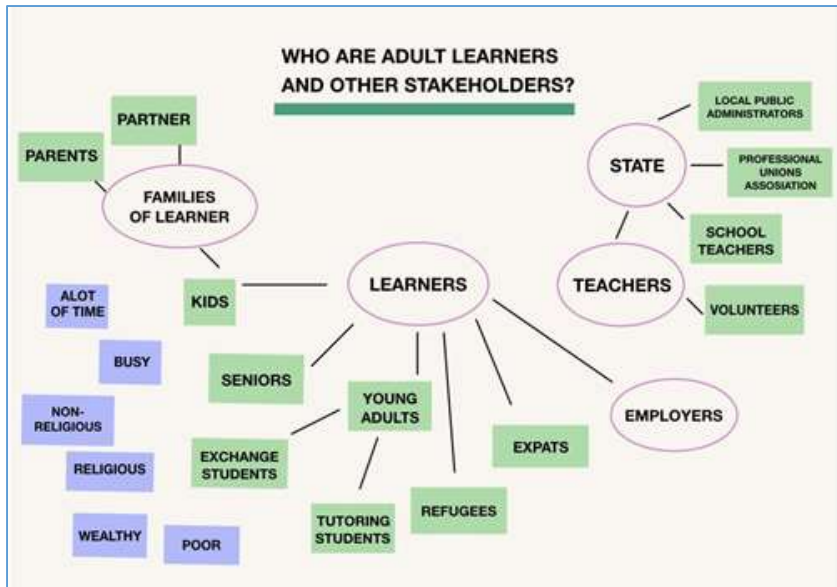 WHO ARE ADULT LEARNERS
AND OTHER STAKEHOLDERS?
PARTNER
PARENTS
FAMILIES
OF LEARNER
KIDS
LOCAL PUBLIC
ADMINISTRATORS
STATE
PROFESSIONAL
UNIONS
ASSOSIATION
SCHOOL
TEACHERS
TEACHERS
VOLUNTEERS
LEARNERS
ALOT
OF TIME
BUSY
NON-
RELIGIOUS
RELIGIOUS
WEALTHY
POOR
SENIORS
YOUNG
ADULTS
EXCHANGE
STUDENTS
TUTORING
STUDENTS
REFUGEES
EXPATS
EMPLOYERS